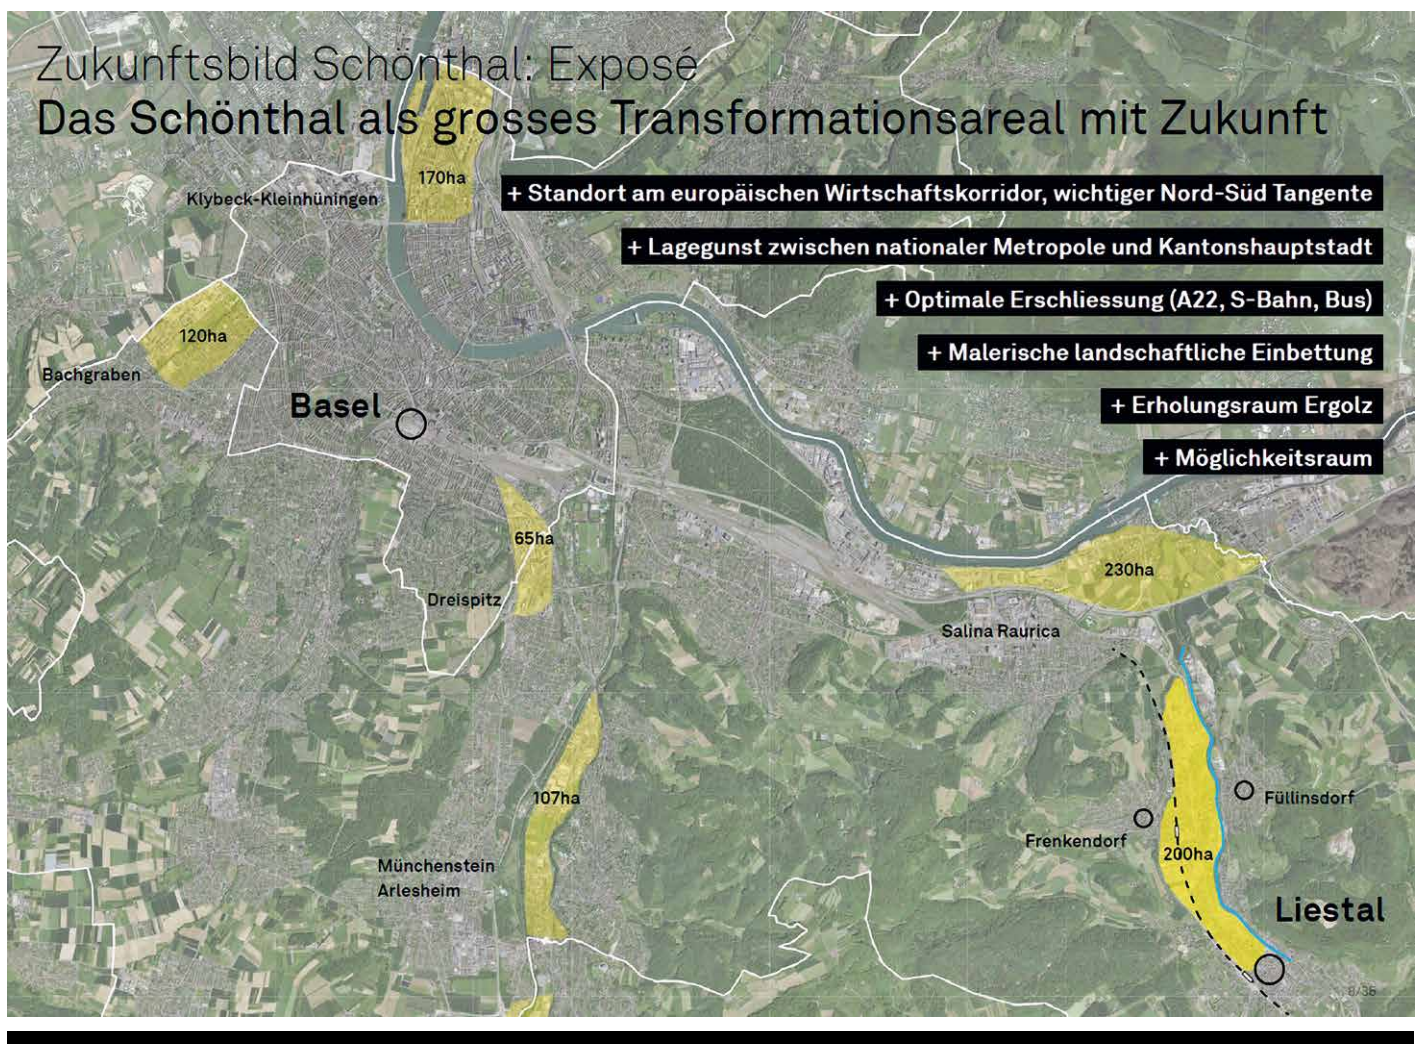 Zukunftsbild Schönthal: Exposé
Das Schönthal als grosses Transformationsareal mit Zukunft
170ha
Klybeck-Kleinhüningen
+ Standort am europäischen Wirtschaftskorridor, wichtiger Nord-Süd Tangente
+ Lagegunst zwischen nationaler Metropole und Kantonshauptstadt
+ Optimale Erschliessung (A22, S-Bahn, Bus)
120ha
+ Malerische landschaftliche Einbettung
Bachgraben
Basel
+ Erholungsraum Ergolz
+ Möglichkeitsraum
65ha
230ha
Dreispitz
Salina Raurica
107ha
Füllinsdorf
Frenkendorf
200ha
Münchenstein
Arlesheim
Liestal
8/36